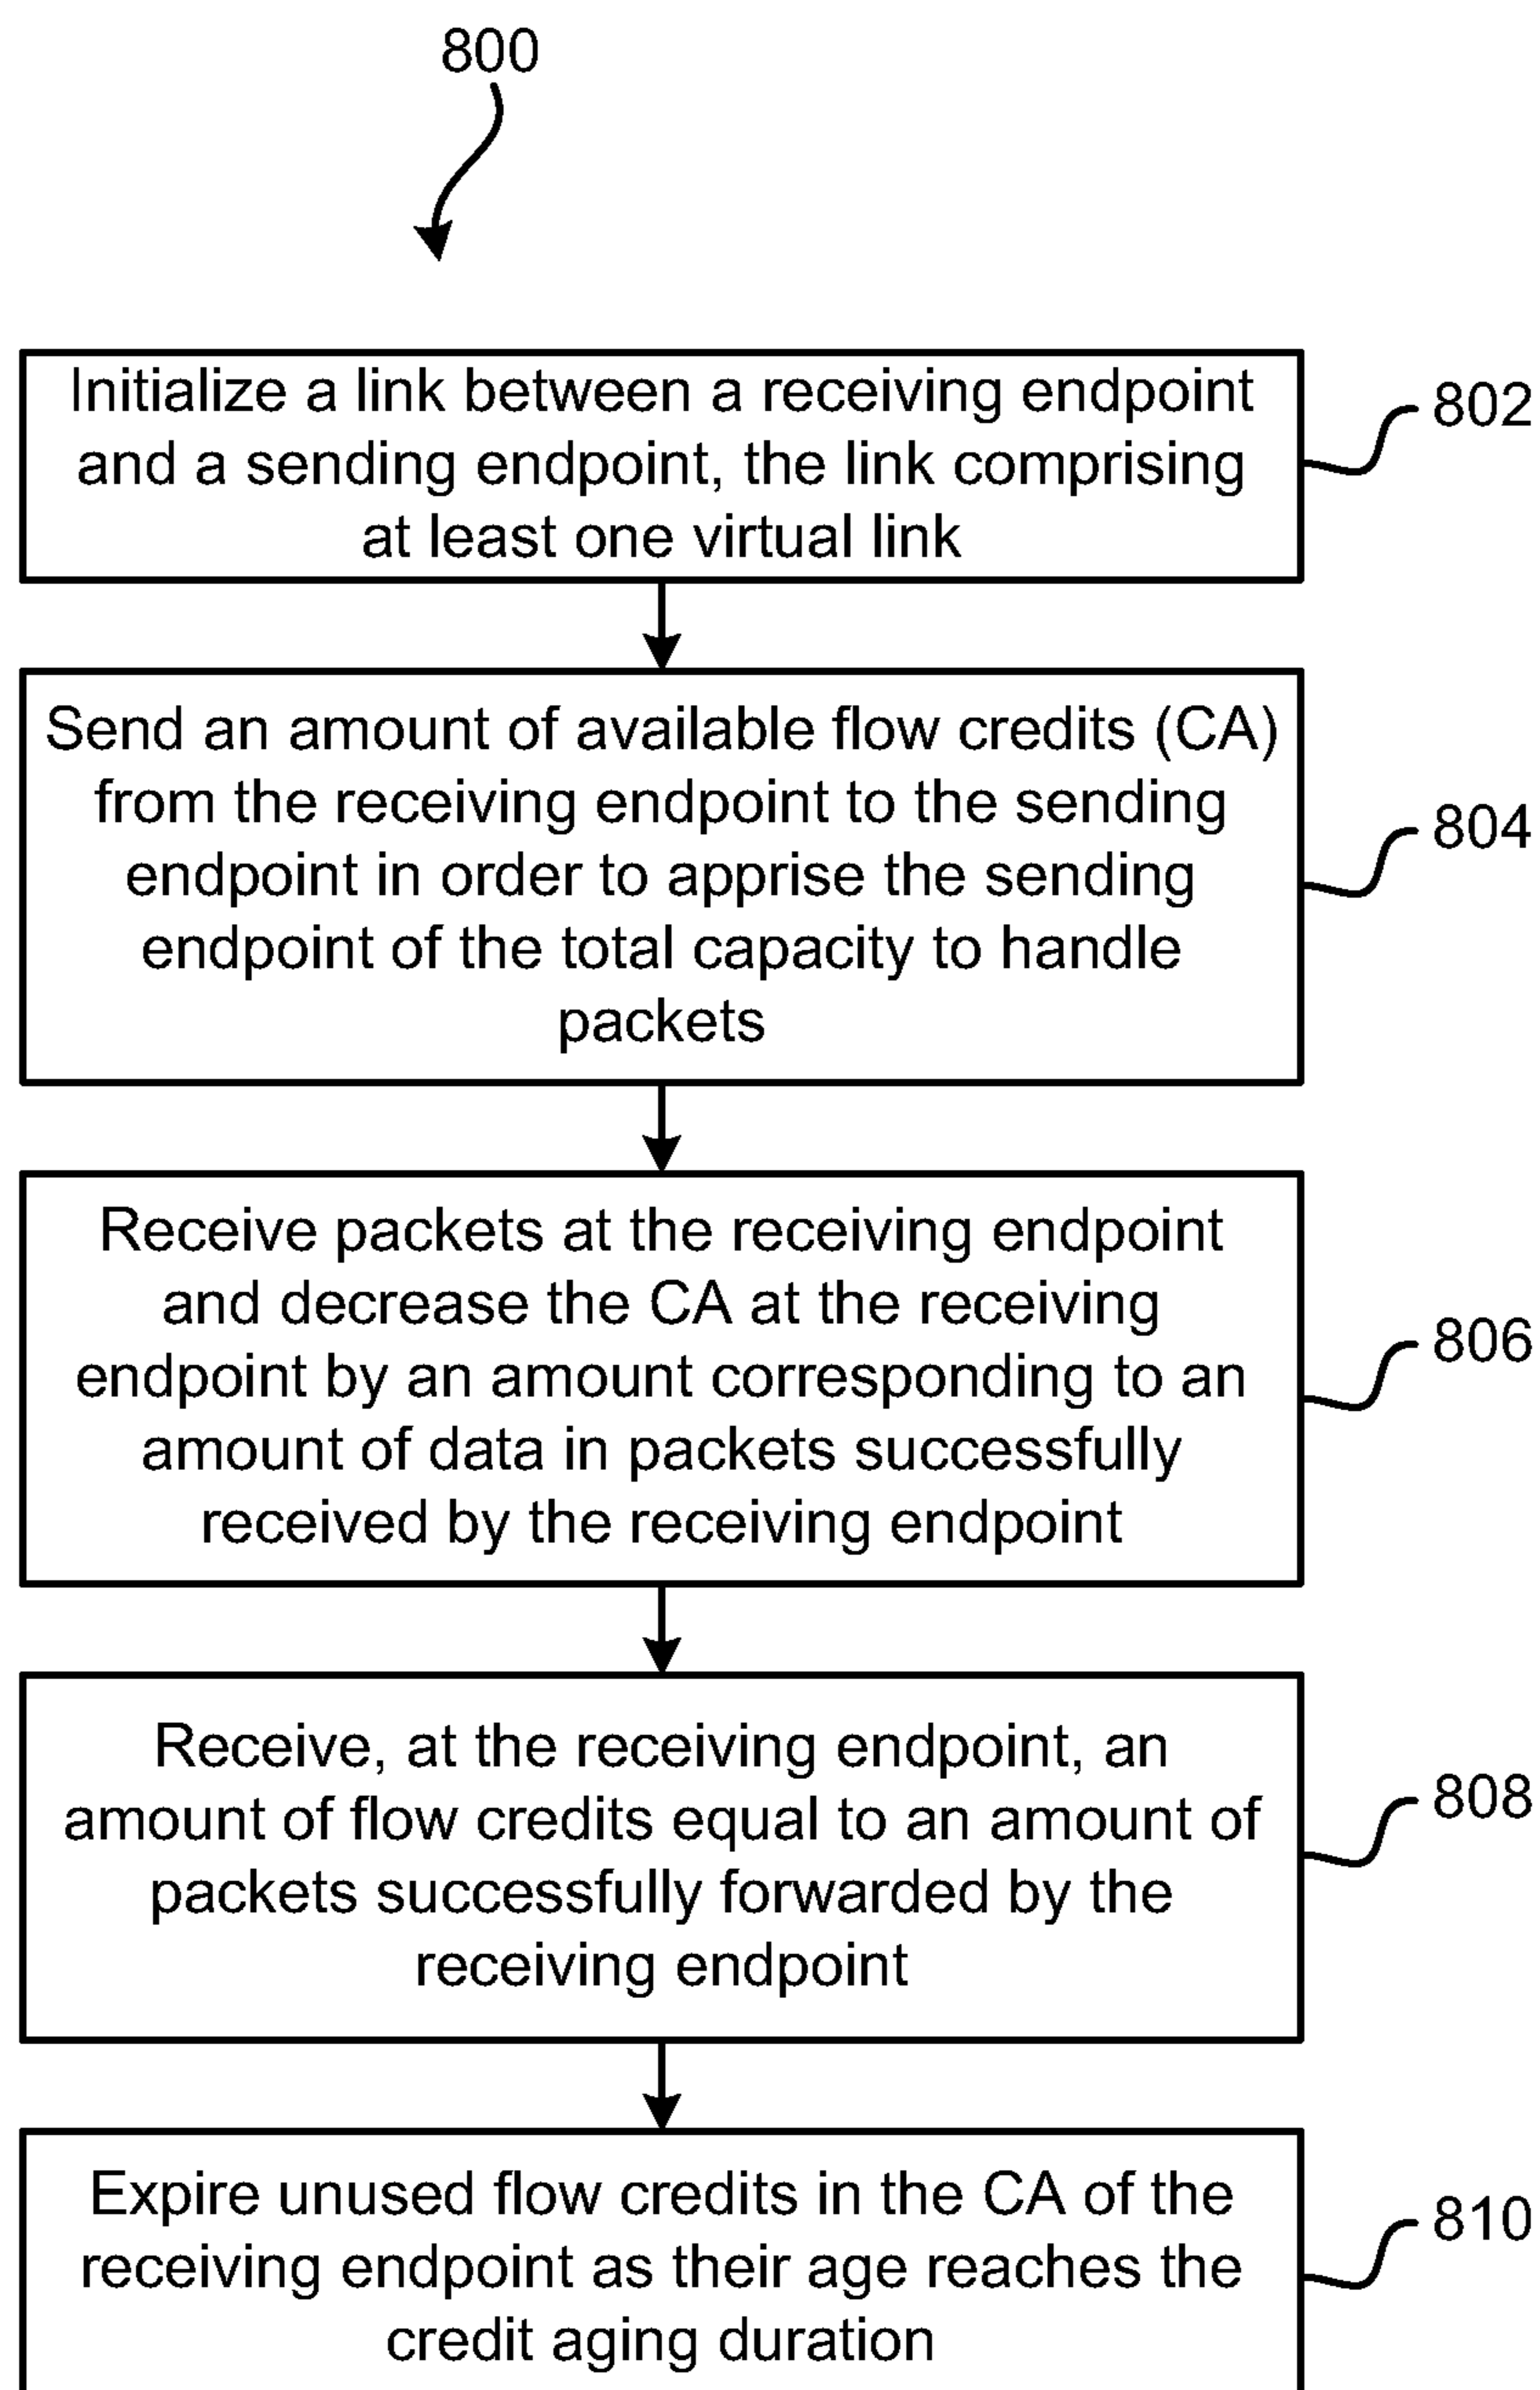 800
Initialize a link between a receiving endpoint
and a sending endpoint, the link comprising
at least one virtual link
802
Send an amount of available flow credits (CA)
from the receiving endpoint to the sending
endpoint in order to apprise the sending
endpoint of the total capacity to handle
packets
804
Receive packets at the receiving endpoint
and decrease the CA at the receiving
endpoint by an amount corresponding to an
amount of data in packets successfully
received by the receiving endpoint
806
Receive, at the receiving endpoint, an
amount of flow credits equal to an amount of
packets successfully forwarded by the
receiving endpoint
808
Expire unused flow credits in the CA of the
receiving endpoint as their age reaches the
credit aging duration
810